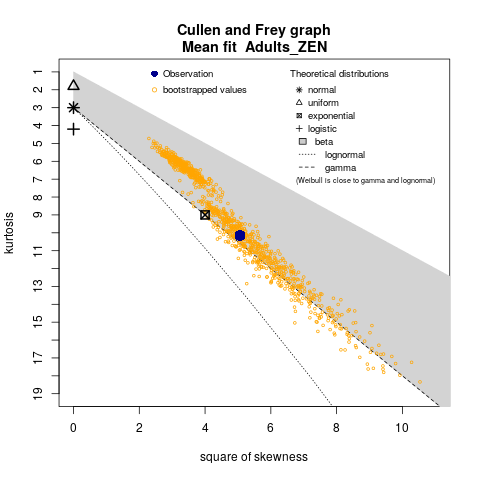 Cullen and Frey graph
Mean fit  Adults_ZEN
Observation
bootstrapped values
Theoretical distributions
normal
uniform
exponential
logistic
beta
lognormal
gamma
(Weibull is close to gamma and lognormal)
kurtosis
1
2
3
4
5
6
7
8
9
11
13
15
17
19
0
2
4
6
8
10
square of skewness